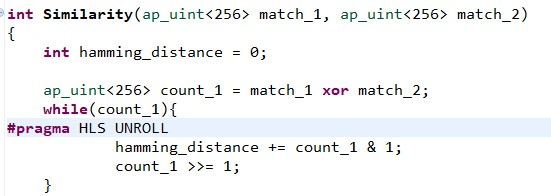 int Similarity(ap_uint<256> match_1, ap_uint<256> match_2)
{
    int hamming_distance = 0;

    ap_uint<256> count_1 = match_1 xor match_2;
    while(count_1){
#pragma HLS UNROLL
            hamming_distance += count_1 & 1;
            count_1 >>= 1;
    }